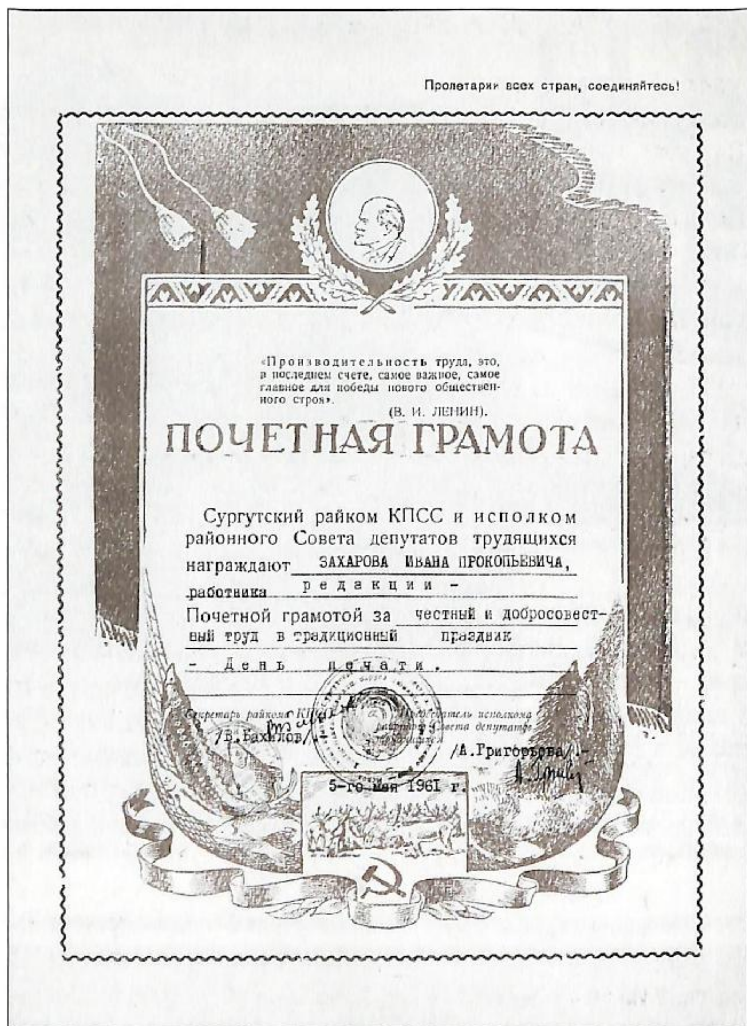 Пролетарии всех стран, соединяйтесь!
«Производительность труда, это,
в последнем счете, самое важное, самое
главное для победы нового обществен-
ного строя».
(В. И. ЛЕНИН).
ПОЧЕТНАЯ ГРАМОТА
Сургутский райком КПСС и исполком
районного Совета депутатов трудящихся
награждают ЗАХАРОВА ИВАНА ПРОКОПЬЕВИЧА,
работника редакции –
Почетной грамотой за честный и добросовест-
ный труд в традиционный праздник
– День печати.
Секретарь райкома КПСС Председатель исполкома
районного Совета депутатов
/В.Бахилов/
/А.Григорьева/
5-го мая 1961 г.